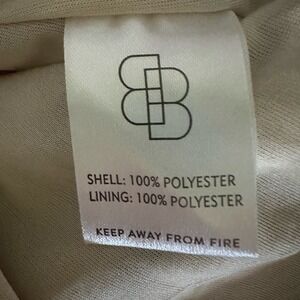 SHELL: 100% POLYESTER
LINING: 100% POLYESTER
KEEP AWAY FROM FIRE